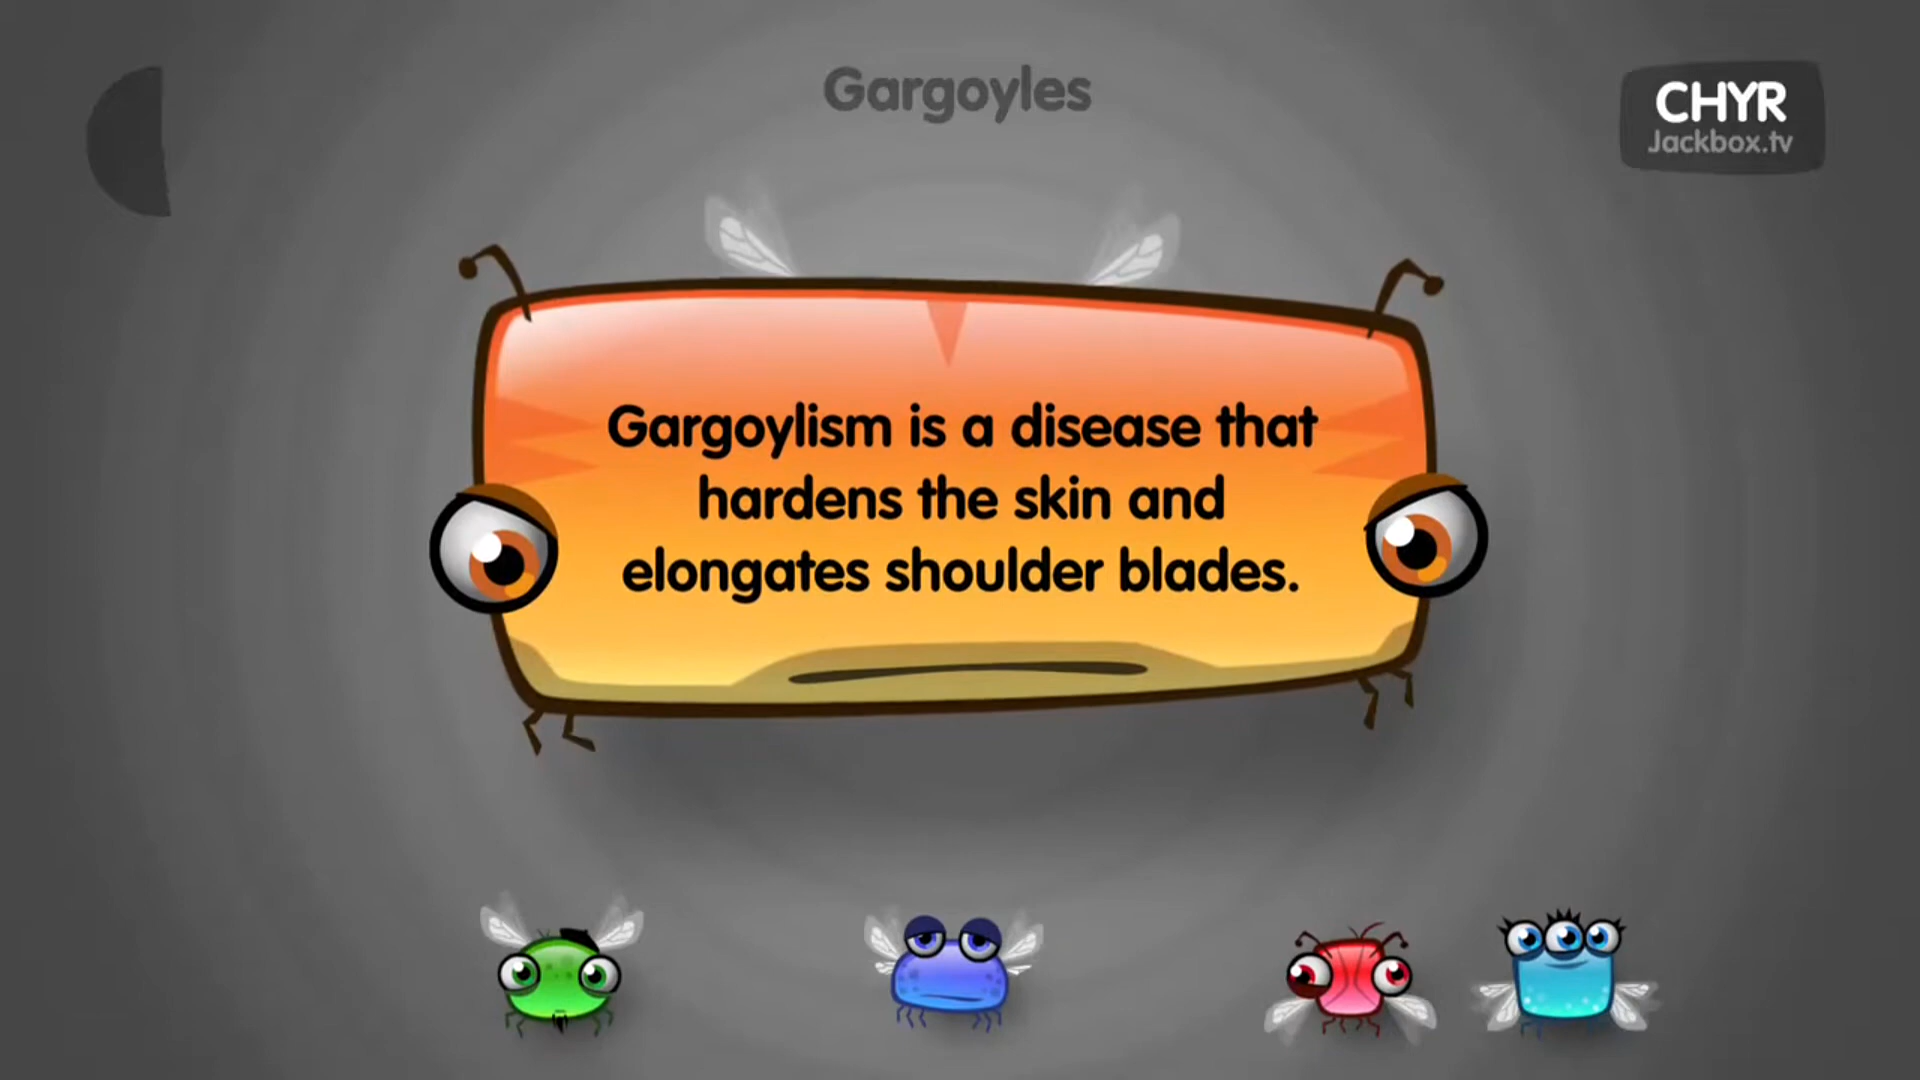 Gargoyles
CHYR
Jackbox.tv
Gargoylism is a disease that
hardens the skin and
elongates shoulder blades.